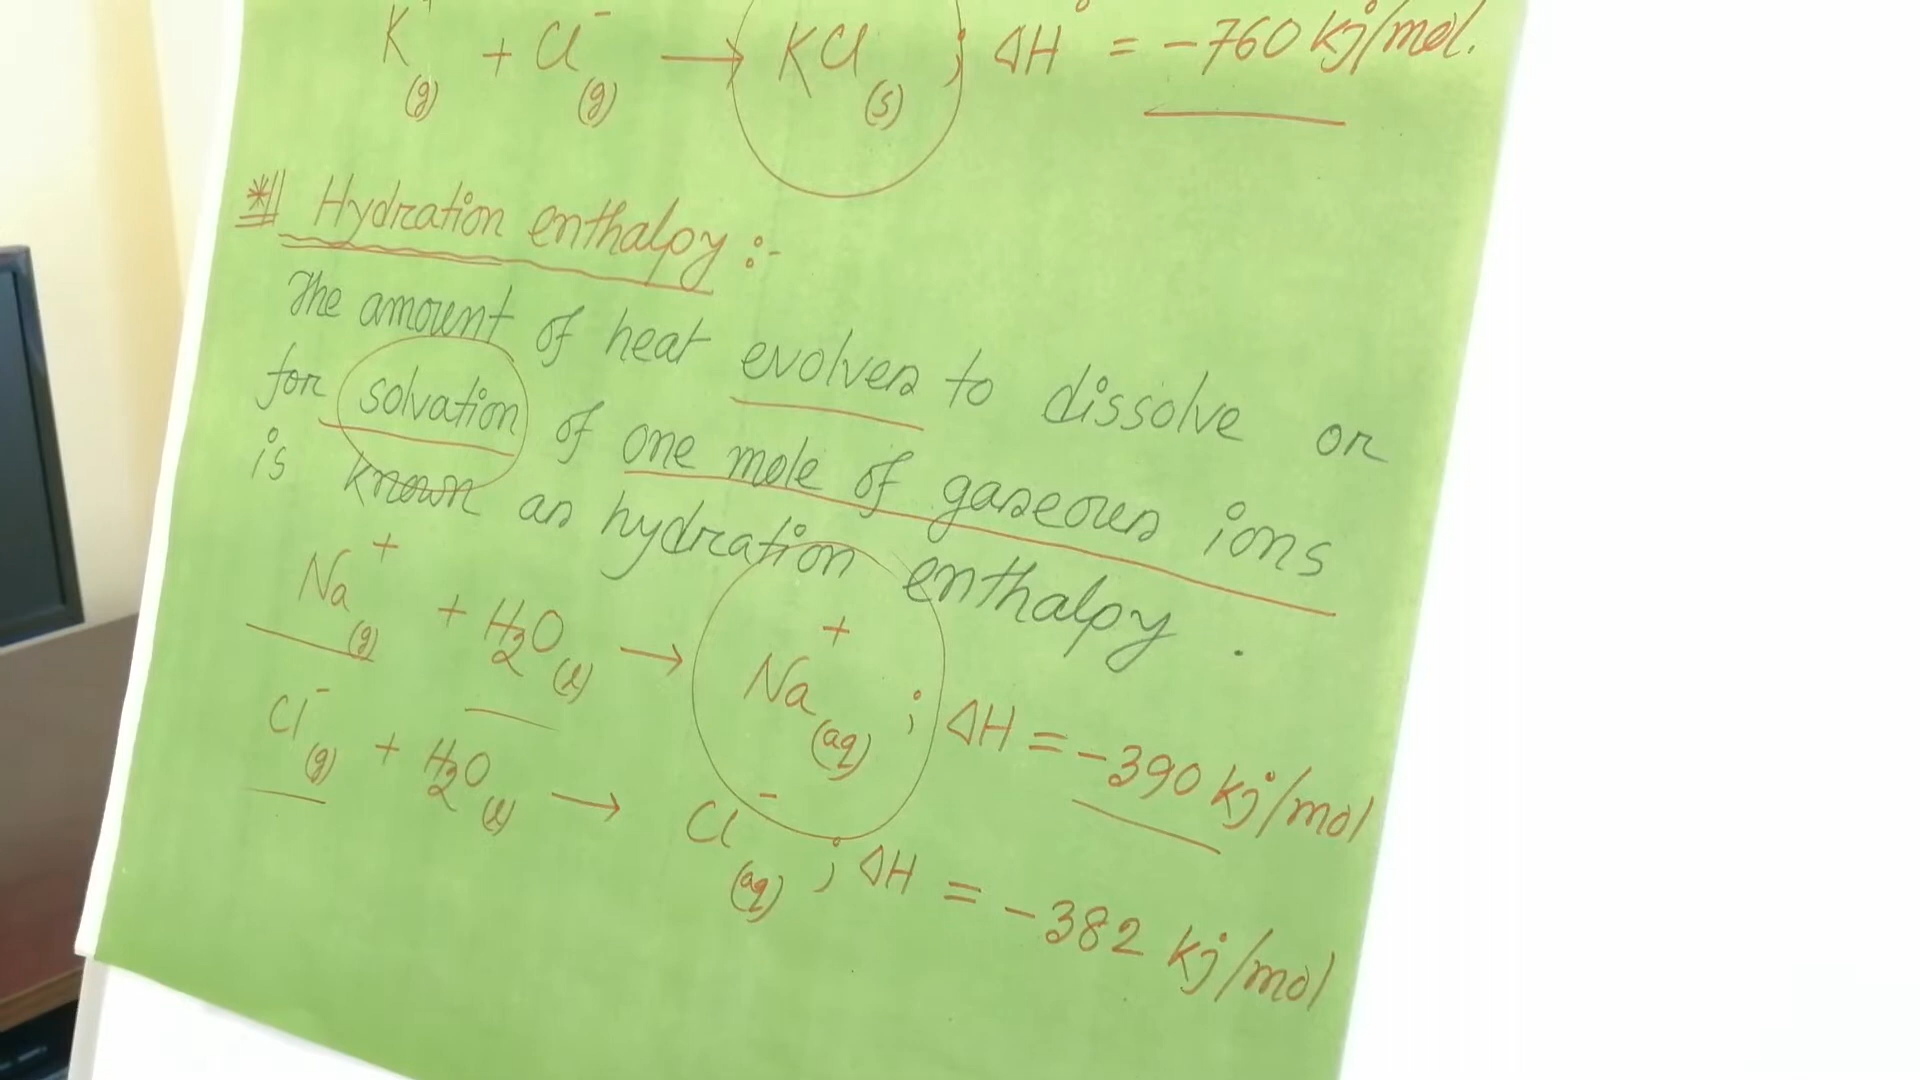 K⁺(g) + Cl⁻(g) → KCl(s) ; ΔH° = -760 kj/mol.
*|| Hydration enthalpy :-
The amount of heat evolves to dissolve or
for solvation of one mole of gaseous ions
is known as hydration enthalpy .
Na⁺(g) + H₂O(l) → Na⁺(aq) ; ΔH = -390 kj/mol
Cl⁻(g) + H₂O(l) → Cl⁻(aq) ; ΔH = -382 kj/mol